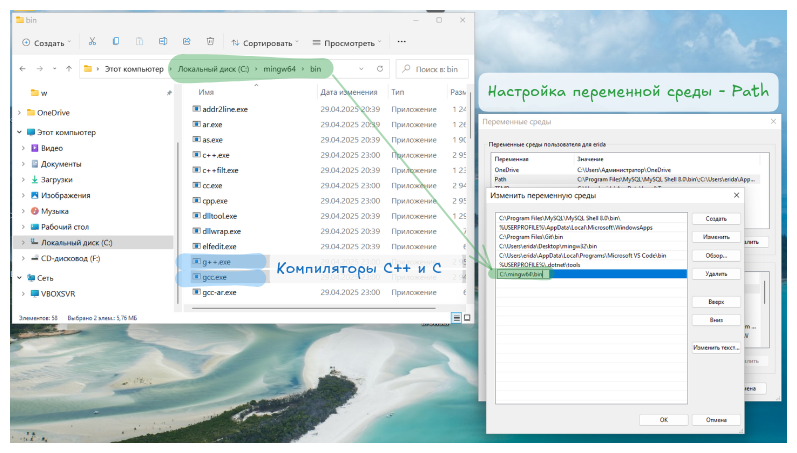 bin
Создать
Сортировать
Просмотреть
Этот компьютер > Локальный диск (C:) > mingw64 > bin
Поиск в: bin
w
OneDrive
Этот компьютер
Видео
Документы
Загрузки
Изображения
Музыка
Рабочий стол
Локальный диск (C:)
CD-дисковод (F:)
Сеть
VBOXSVR
Имя Дата изменения Тип Разм
addr2line.exe 29.04.2025 20:39 Приложение 1 24
ar.exe 29.04.2025 20:39 Приложение 1 26
as.exe 29.04.2025 20:39 Приложение 1 90
c++.exe 29.04.2025 23:00 Приложение 2 95
c++filt.exe 29.04.2025 20:39 Приложение 1 23
cc.exe 29.04.2025 23:00 Приложение 2 94
cpp.exe 29.04.2025 23:00 Приложение 2 95
dlltool.exe 29.04.2025 20:39 Приложение 1 29
dllwrap.exe 29.04.2025 20:39 Приложение
elfedit.exe 29.04.2025 20:39 Приложение
g++.exe
gcc.exe
gcc-ar.exe 29.04.2025 23:00 Приложение
Компиляторы C++ и C
Элементов: 58 Выбрано 2 элем.: 5,76 МБ
Настройка переменной среды - Path
Переменные среды
Переменные среды пользователя для erida
Переменная Значение
OneDrive C:\Users\Администратор\OneDrive
Path C:\Program Files\MySQL\MySQL Shell 8.0\bin\;C:\Users\erida\App...
Изменить переменную среды
C:\Program Files\MySQL\MySQL Shell 8.0\bin\
%USERPROFILE%\AppData\Local\Microsoft\WindowsApps
C:\Program Files\Git\bin
C:\Users\erida\Desktop\mingw32\bin
C:\Users\erida\AppData\Local\Programs\Microsoft VS Code\bin
%USERPROFILE%\.dotnet\tools
C:\mingw64\bin
Создать
Изменить
Обзор...
Удалить
Вверх
Вниз
Изменить текст...
OK
Отмена